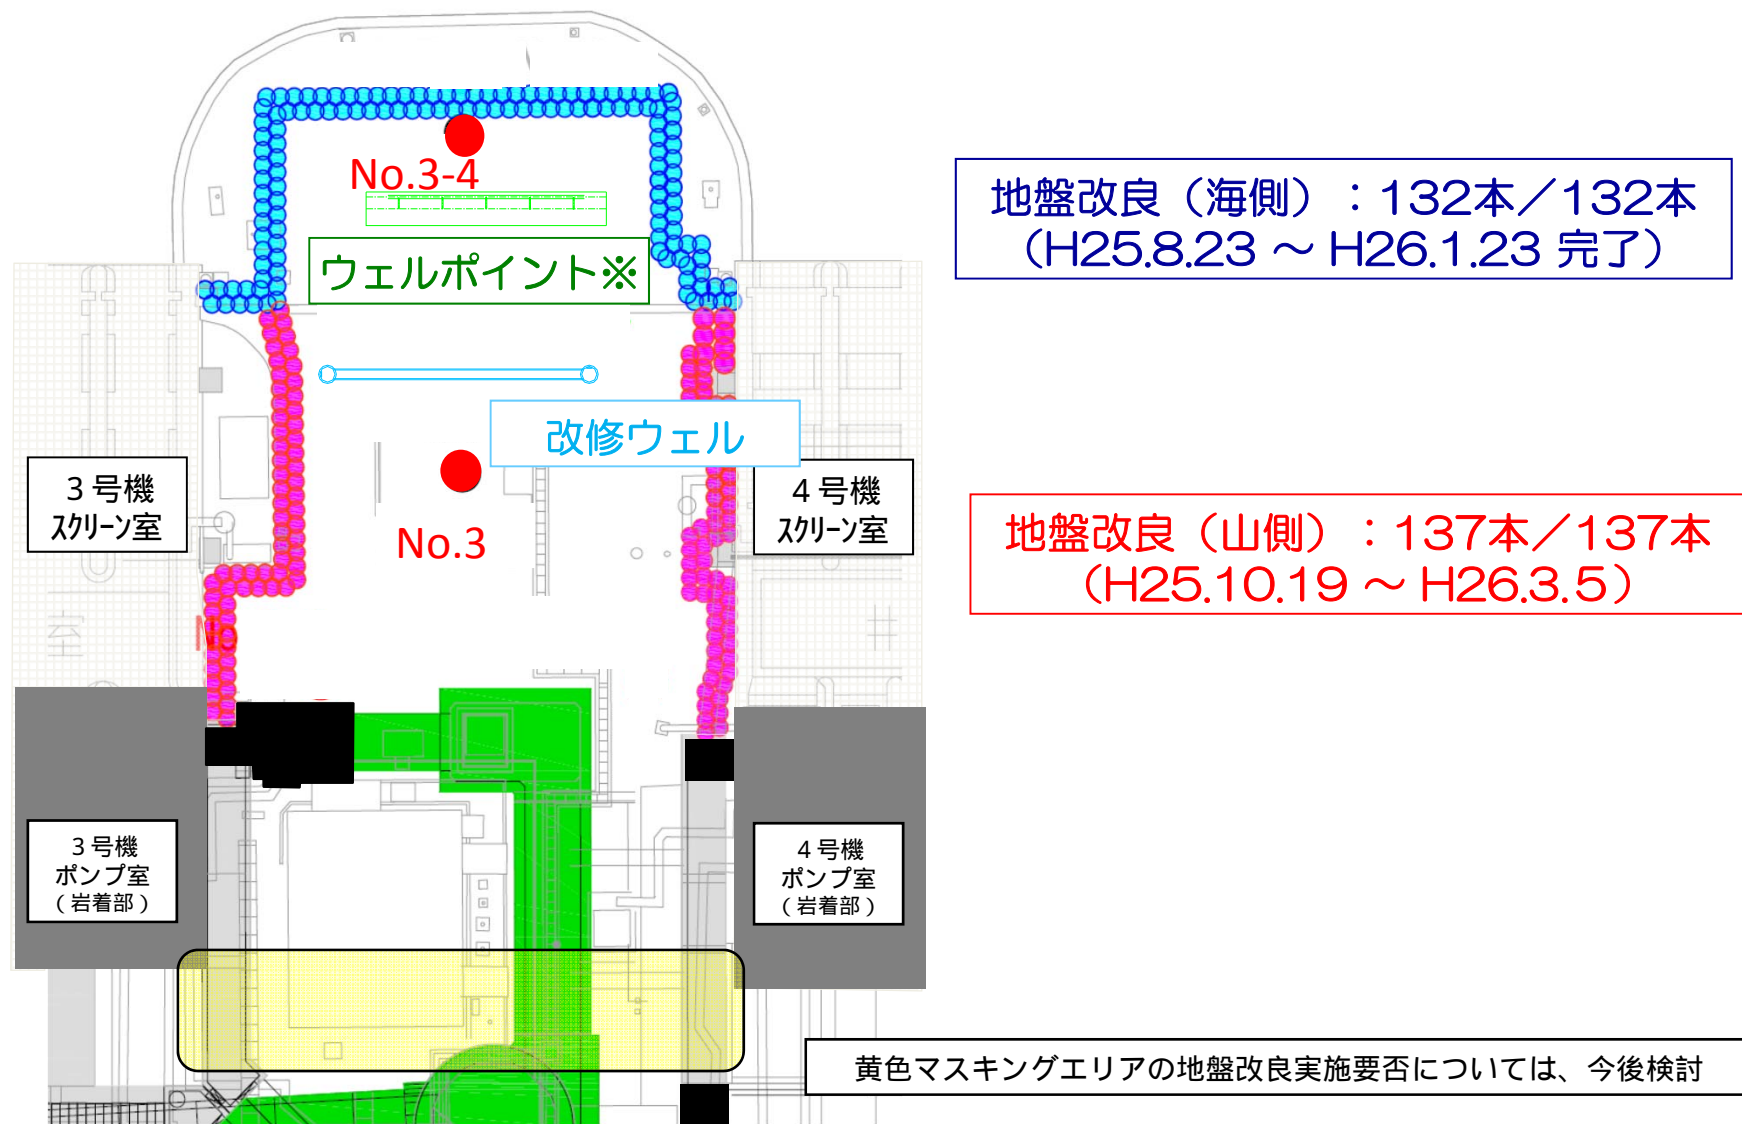 No.3-4
ウェルポイント※
地盤改良（海側）：132本／132本
（H25.8.23 ～ H26.1.23 完了）
改修ウェル
3号機
スクリーン室
No.3
4号機
スクリーン室
地盤改良（山側）：137本／137本
（H25.10.19 ～ H26.3.5）
No
室
3号機
ポンプ室
（岩着部）
4号機
ポンプ室
（岩着部）
黄色マスキングエリアの地盤改良実施要否については、今後検討